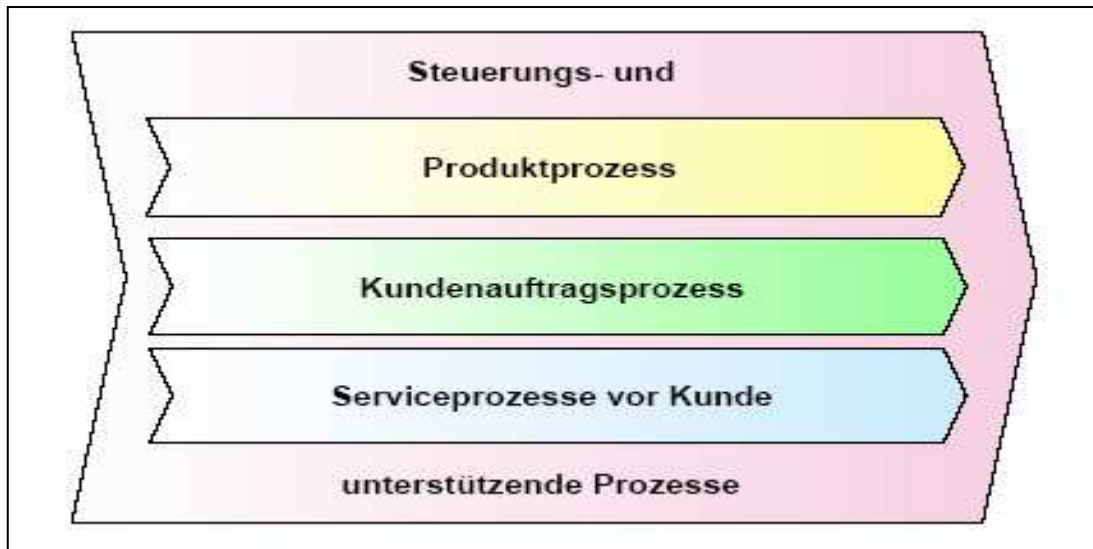 Steuerungs- und
Produktprozess
Kundenauftragsprozess
Serviceprozesse vor Kunde
unterstützende Prozesse